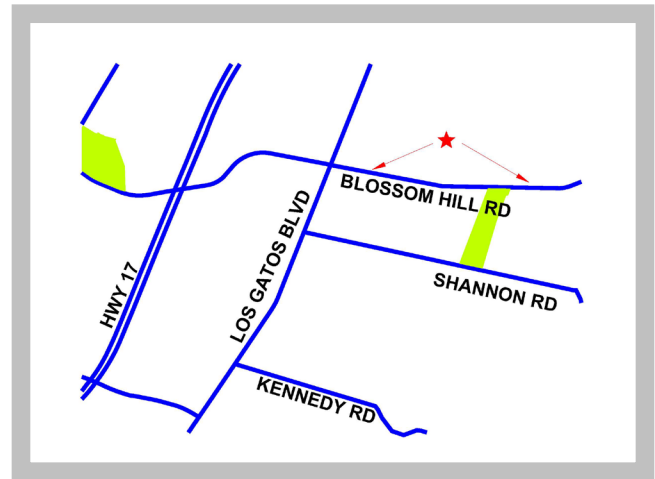 BLOSSOM HILL RD
LOS GATOS BLVD
HWY 17
SHANNON RD
KENNEDY RD